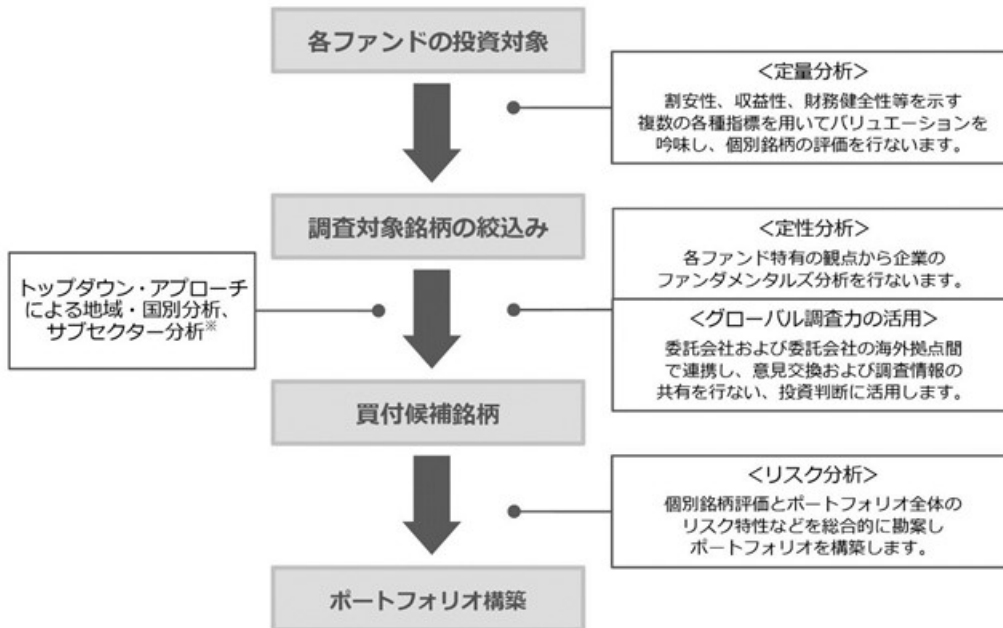 各ファンドの投資対象
<定量分析>
割安性、収益性、財務健全性等を示す
複数の各種指標を用いてバリュエーションを
吟味し、個別銘柄の評価を行ないます。
調査対象銘柄の絞込み
<定性分析>
各ファンド特有の観点から企業の
ファンダメンタルズ分析を行ないます。
トップダウン・アプローチ
による地域・国別分析、
サブセクター分析※
<グローバル調査力の活用>
委託会社および委託会社の海外拠点間
で連携し、意見交換および調査情報の
共有を行ない、投資判断に活用します。
買付候補銘柄
<リスク分析>
個別銘柄評価とポートフォリオ全体の
リスク特性などを総合的に勘案し
ポートフォリオを構築します。
ポートフォリオ構築